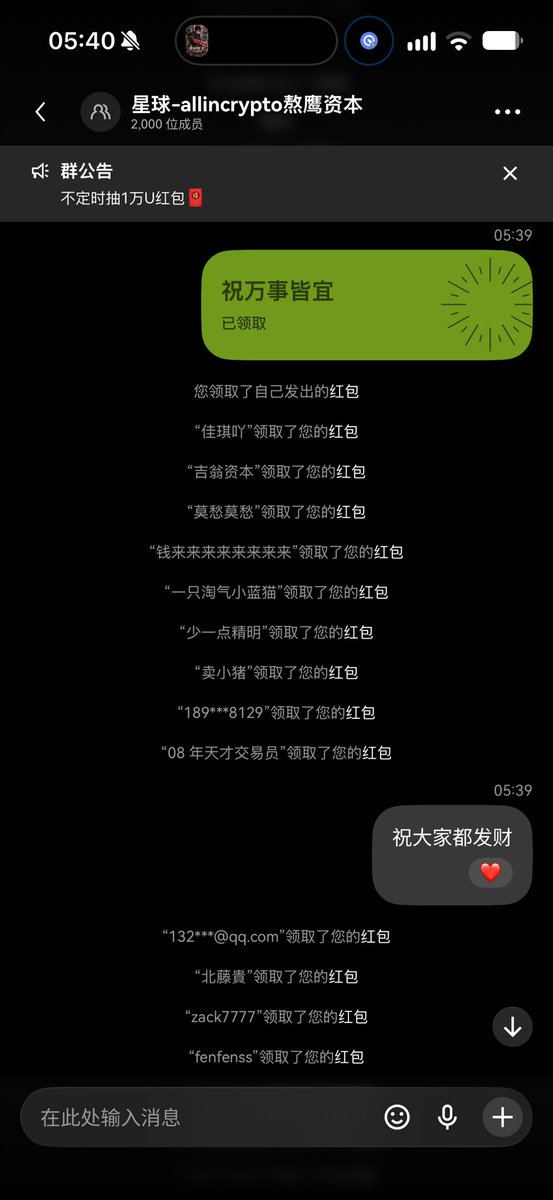 05:40
星球-allincrypto熬鹰资本
2,000 位成员
群公告
不定时抽1万U红包
05:39
祝万事皆宜
已领取
您领取了自己发出的红包
“佳琪吖”领取了您的红包
“吉翁资本”领取了您的红包
“莫愁莫愁”领取了您的红包
“钱来来来来来来来来”领取了您的红包
“一只淘气小蓝猫”领取了您的红包
“少一点精明”领取了您的红包
“卖小猪”领取了您的红包
“189***8129”领取了您的红包
“08 年天才交易员”领取了您的红包
05:39
祝大家都发财
“132***@qq.com”领取了您的红包
“北藤貴”领取了您的红包
“zack7777”领取了您的红包
“fenfenss”领取了您的红包
在此处输入消息